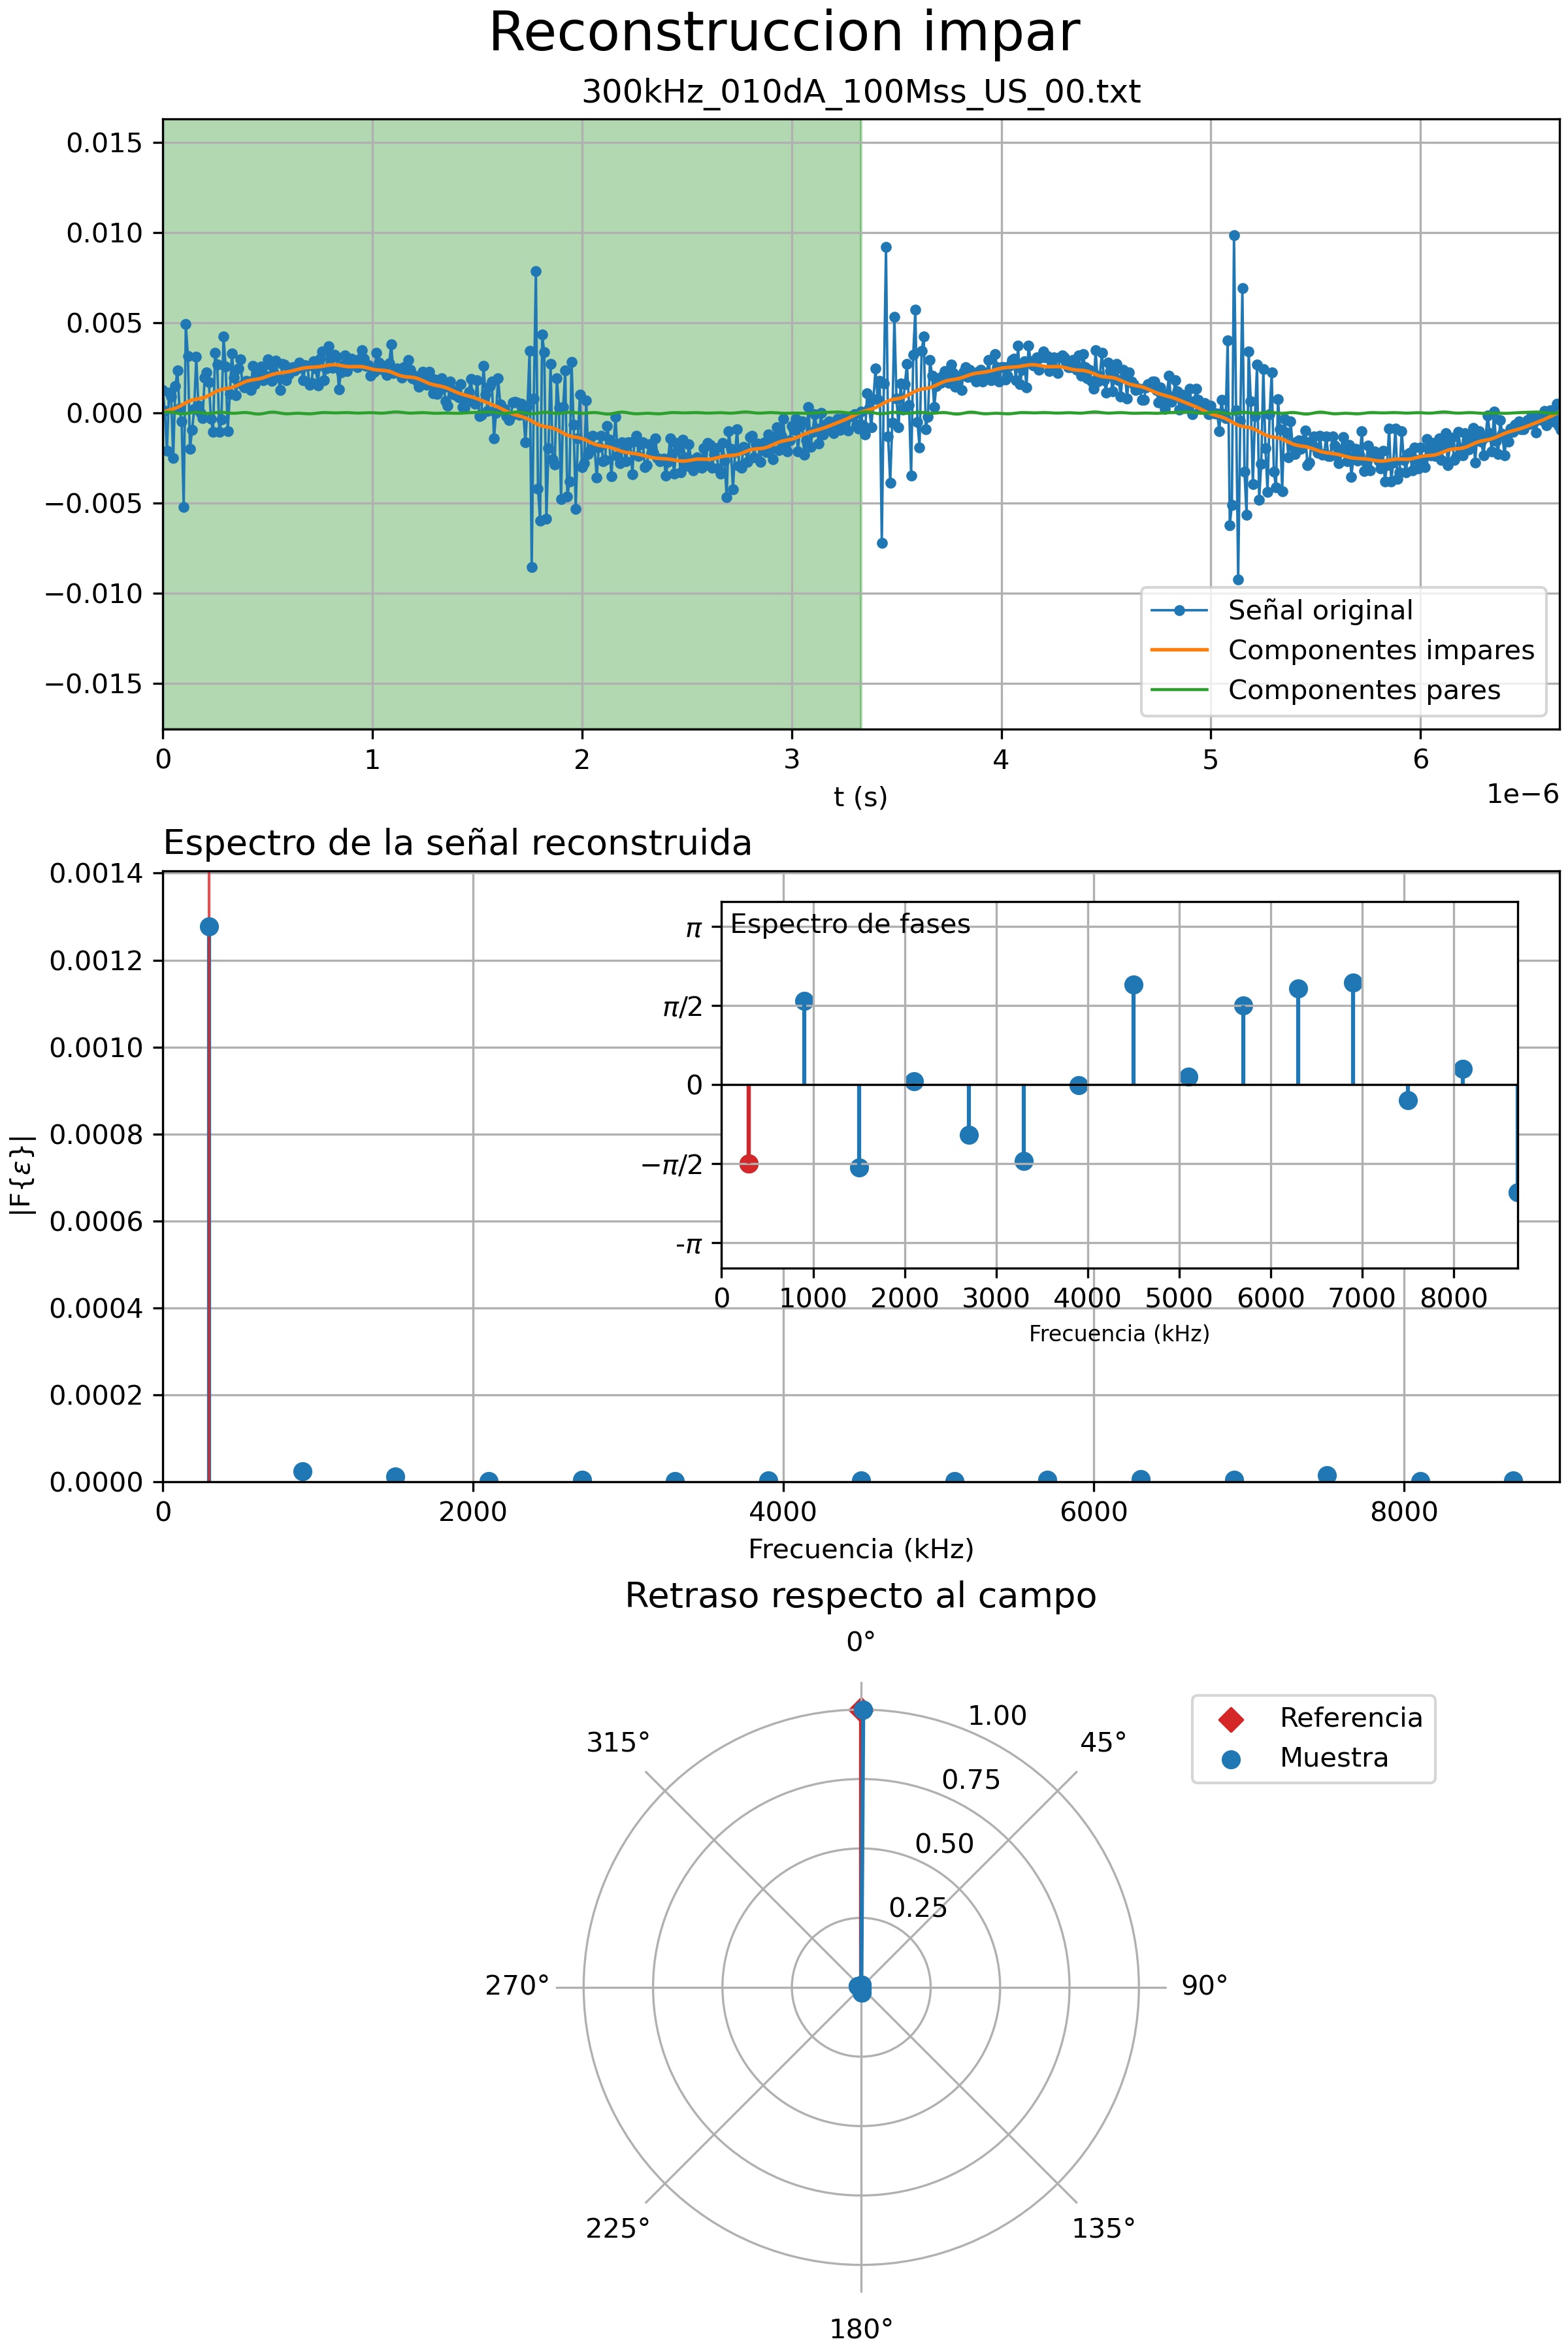 Reconstruccion impar
300kHz_010dA_100Mss_US_00.txt
0.015
0.010
0.005
0.000
−0.005
−0.010
−0.015
Señal original
Componentes impares
Componentes pares
0 1 2 3 4 5 6
t (s)
1e−6
Espectro de la señal reconstruida
0.0014
0.0012
0.0010
0.0008
0.0006
0.0004
0.0002
0.0000
|F{ε}|
Espectro de fases
π
π/2
0
−π/2
-π
0 1000 2000 3000 4000 5000 6000 7000 8000
Frecuencia (kHz)
0 2000 4000 6000 8000
Frecuencia (kHz)
Retraso respecto al campo
0°
45°
90°
135°
180°
225°
270°
315°
1.00
0.75
0.50
0.25
Referencia
Muestra